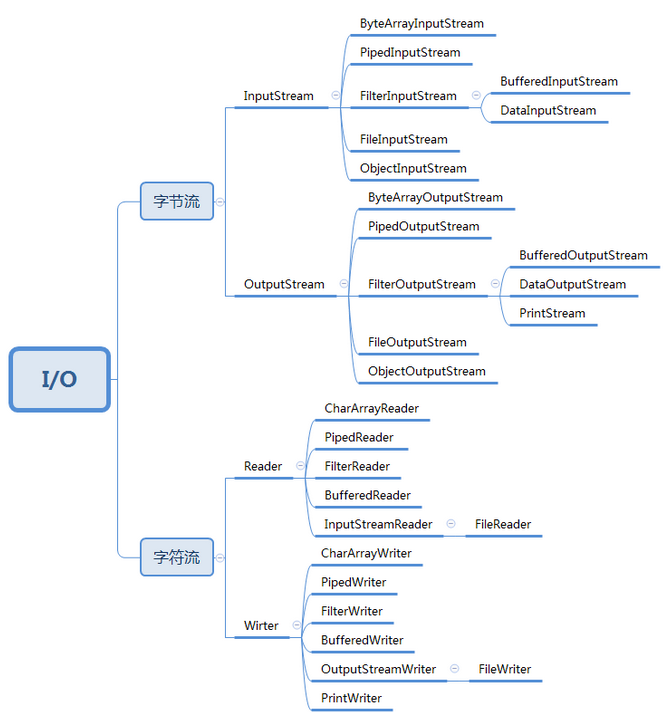 I/O
字节流
InputStream
ByteArrayInputStream
PipedInputStream
FilterInputStream
BufferedInputStream
DataInputStream
FileInputStream
ObjectInputStream
OutputStream
ByteArrayOutputStream
PipedOutputStream
FilterOutputStream
BufferedOutputStream
DataOutputStream
PrintStream
FileOutputStream
ObjectOutputStream
字符流
Reader
CharArrayReader
PipedReader
FilterReader
BufferedReader
InputStreamReader
FileReader
Wirter
CharArrayWriter
PipedWriter
FilterWriter
BufferedWriter
OutputStreamWriter
FileWriter
PrintWriter